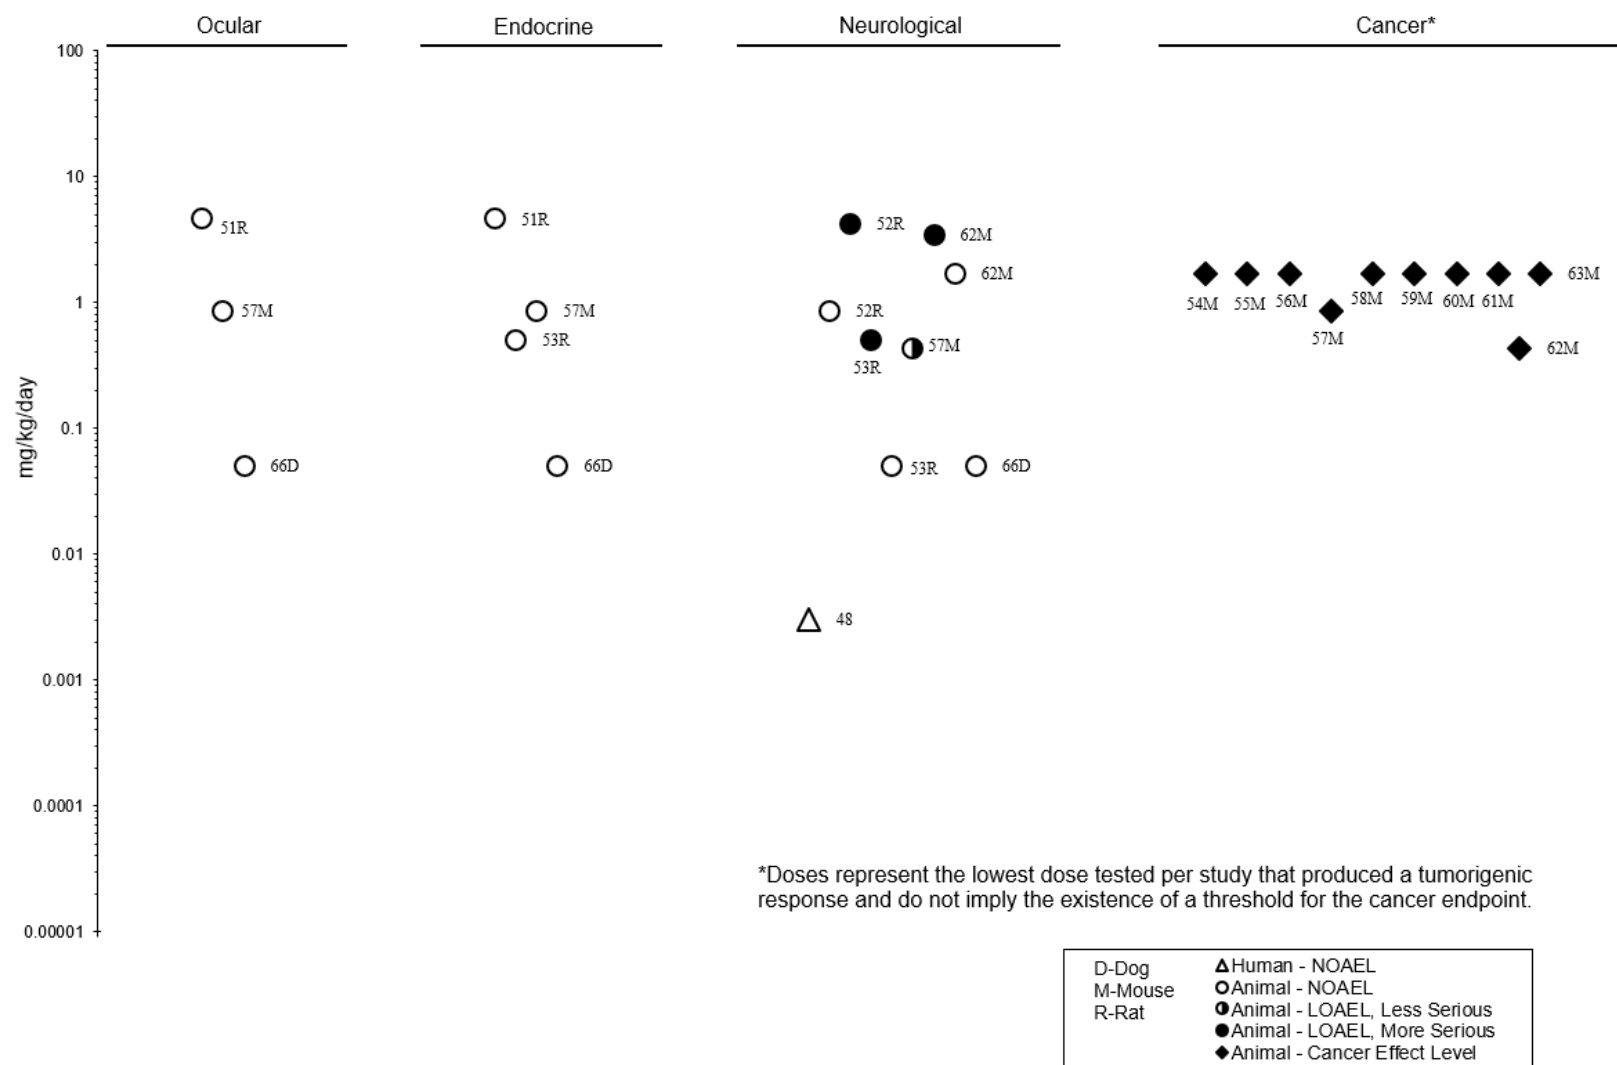 Ocular
Endocrine
Neurological
Cancer*
100
10
1
0.1
0.01
0.001
0.0001
0.00001
mg/kg/day
51R
57M
66D
51R
57M
53R
66D
52R
62M
62M
52R
57M
53R
53R
66D
48
54M
55M
56M
57M
58M
59M
60M
61M
63M
62M
*Doses represent the lowest dose tested per study that produced a tumorigenic
response and do not imply the existence of a threshold for the cancer endpoint.
D-Dog
M-Mouse
R-Rat
Human - NOAEL
Animal - NOAEL
Animal - LOAEL, Less Serious
Animal - LOAEL, More Serious
Animal - Cancer Effect Level